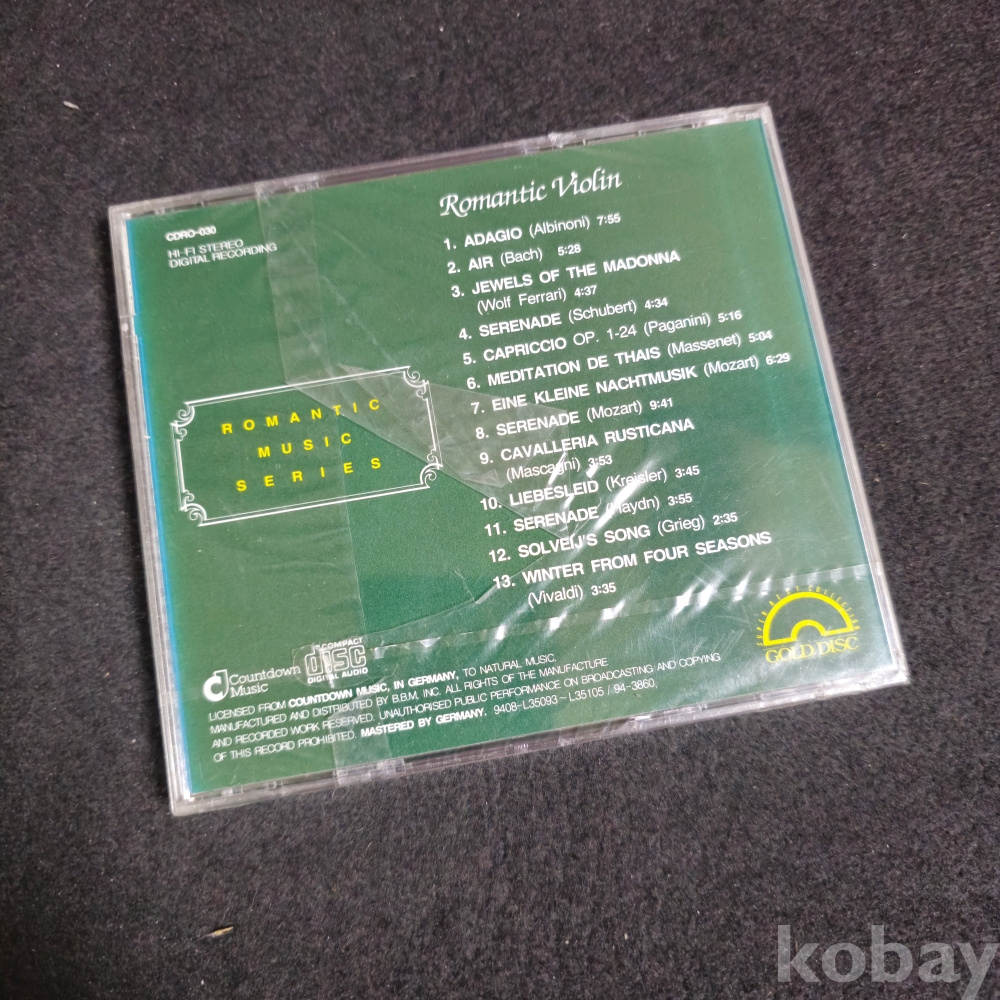 Romantic Violin
CDRO-030
HI-FI STEREO
DIGITAL RECORDING
1. ADAGIO (Albinoni) 7:55
2. AIR (Bach) 5:28
3. JEWELS OF THE MADONNA
(Wolf Ferrari) 4:37
4. SERENADE (Schubert) 4:34
5. CAPRICCIO OP. 1-24 (Paganini) 5:16
6. MEDITATION DE THAIS (Massenet) 5:04
7. EINE KLEINE NACHTMUSIK (Mozart) 6:29
8. SERENADE (Mozart) 9:41
9. CAVALLERIA RUSTICANA
(Mascagni) 3:53
10. LIEBESLEID (Kreisler) 3:45
11. SERENADE (Haydn) 3:55
12. SOLVEIJ'S SONG (Grieg) 2:35
13. WINTER FROM FOUR SEASONS
(Vivaldi) 3:35
ROMANTIC
MUSIC
SERIES
SUPER BEST COLLECTION
GOLD DISC
Countdown
Music
COMPACT
disc
DIGITAL AUDIO
LICENSED FROM COUNTDOWN MUSIC, IN GERMANY, TO NATURAL MUSIC.
MANUFACTURED AND DISTRIBUTED BY B.B.M, INC. ALL RIGHTS OF THE MANUFACTURE
AND RECORDED WORK RESERVED. UNAUTHORISED PUBLIC PERFORMANCE ON BROADCASTING AND COPYING
OF THIS RECORD PROHIBITED. MASTERED BY GERMANY. 9408-L35093-L35105 / 94-3860,
kobay